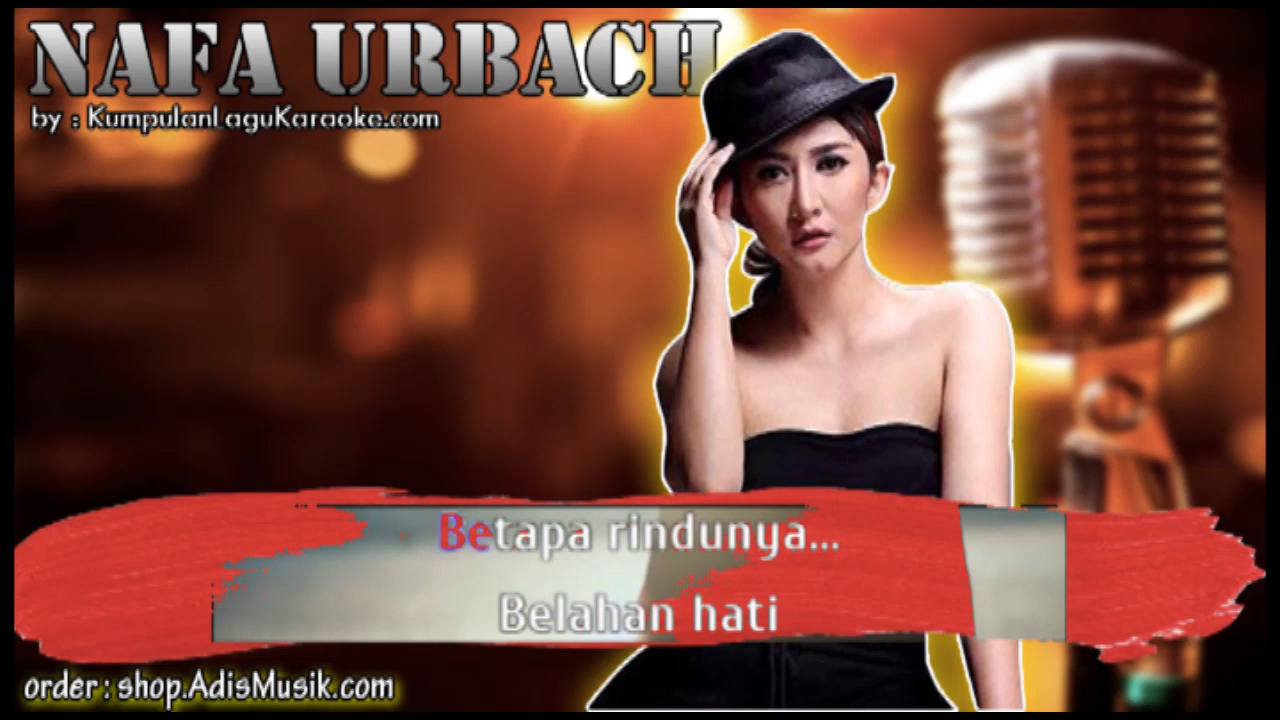 NAFA URBACH
by : KumpulanLaguKaraoke.com
Betapa rindunya...
Belahan hati
order : shop.AdisMusik.com